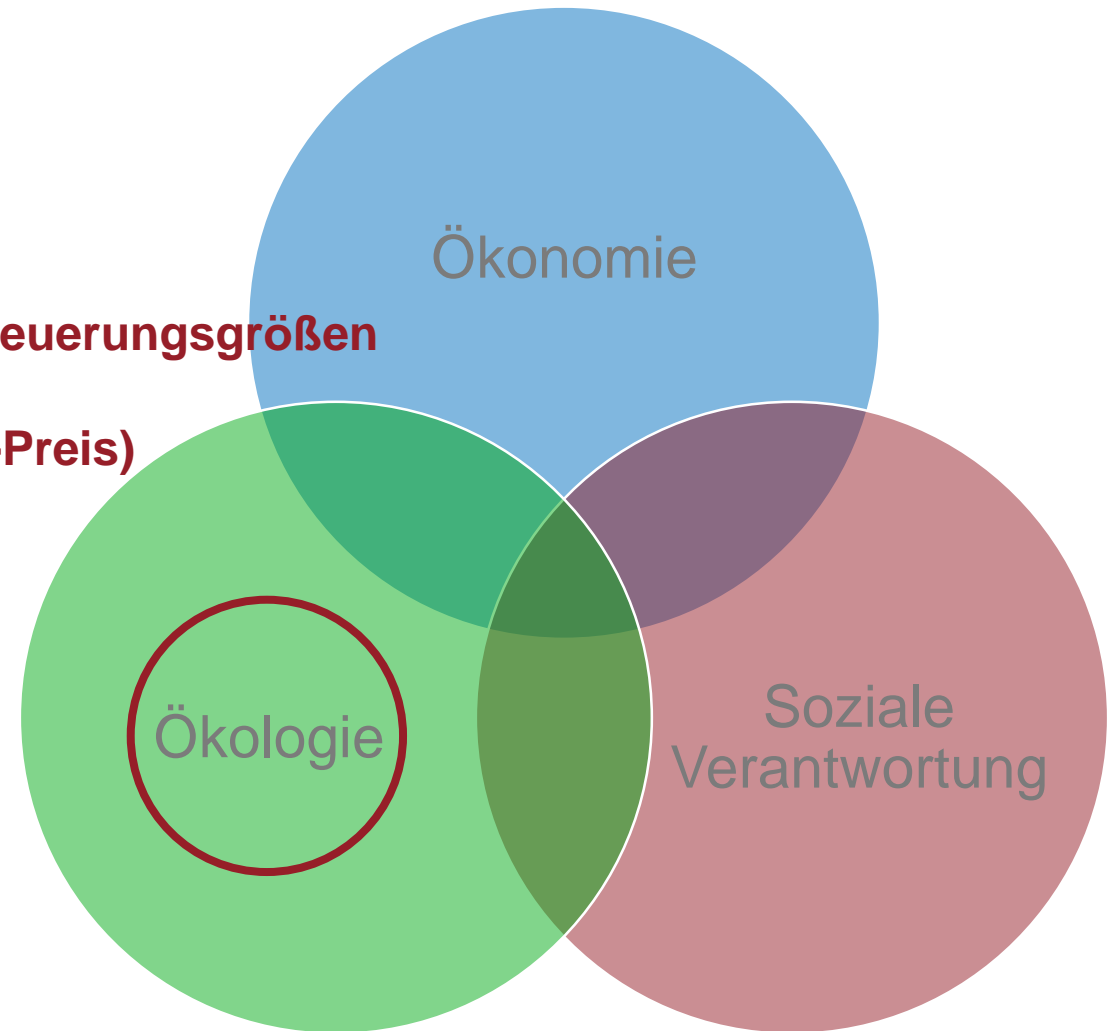 Ökonomie
euerungsgrößen
-Preis)
Ökologie
Soziale
Verantwortung